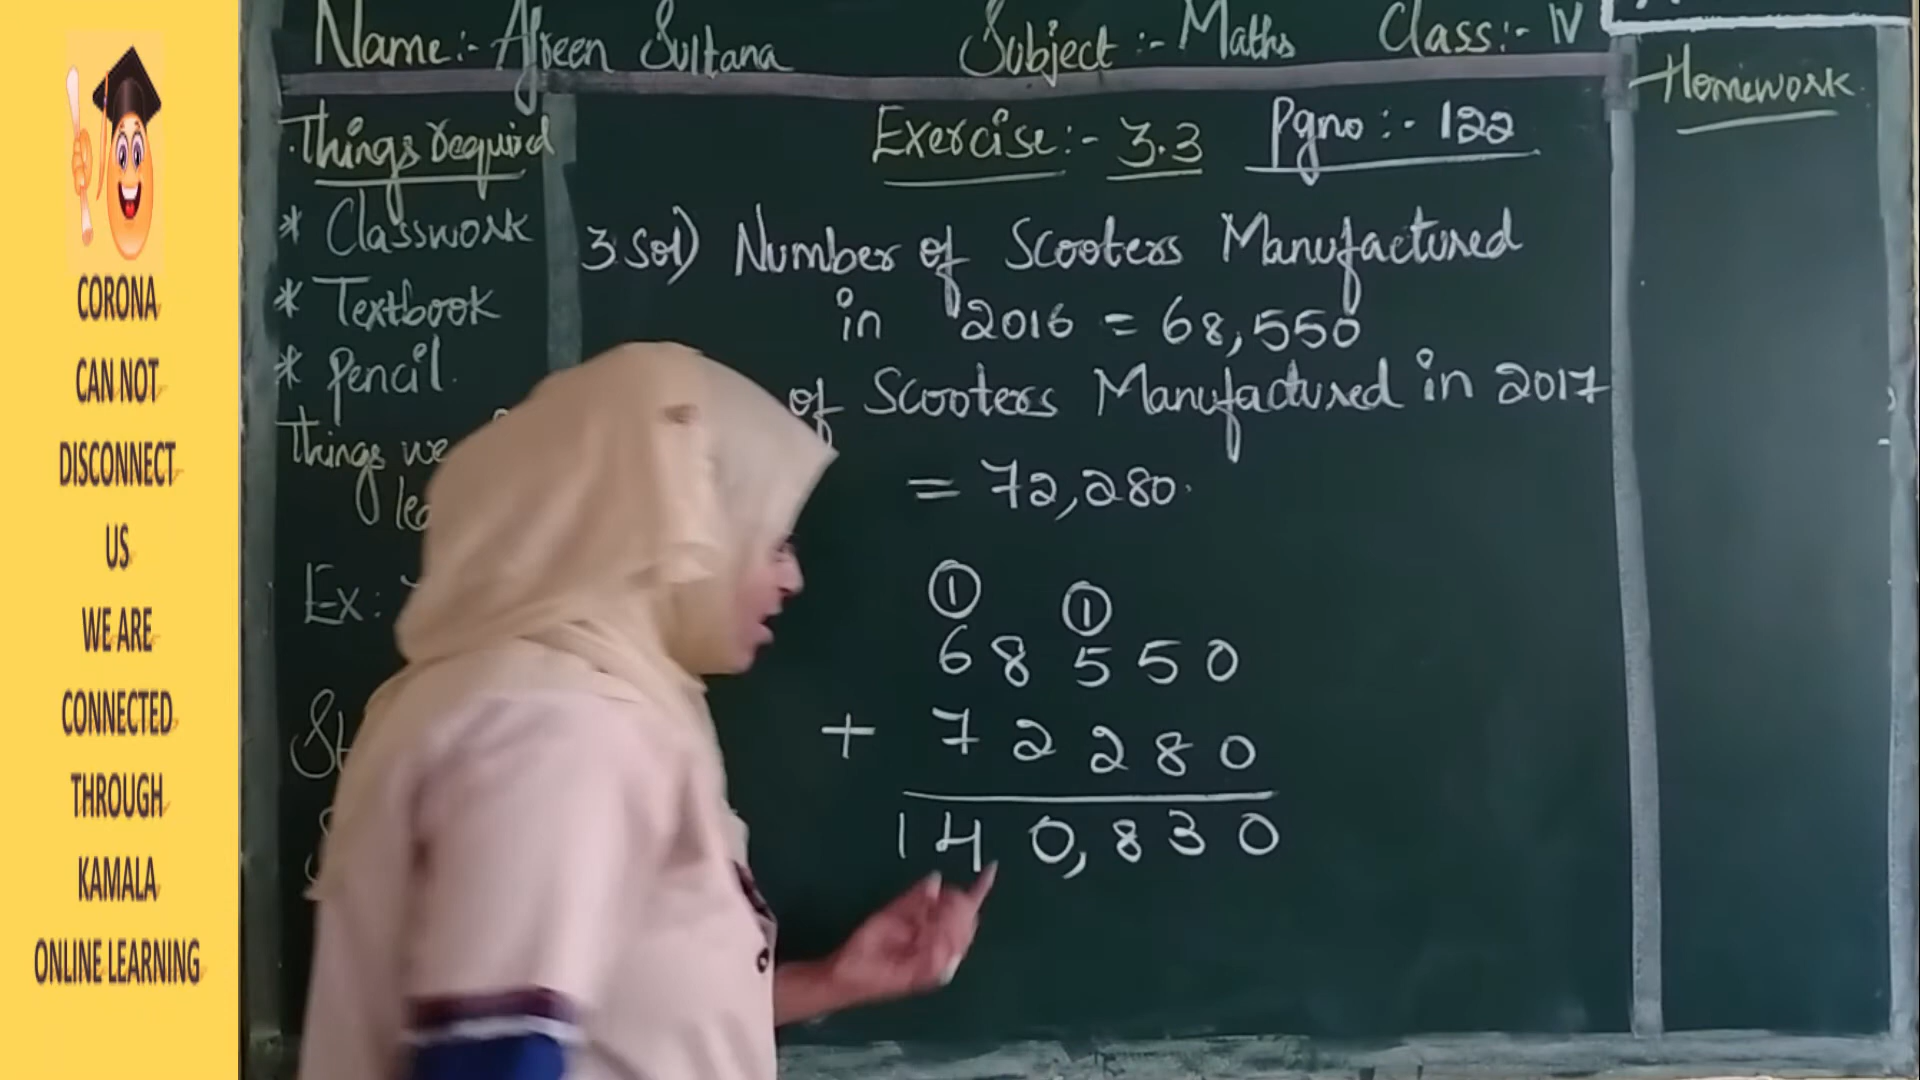 CORONA
CAN NOT
DISCONNECT
US
WE ARE
CONNECTED
THROUGH
KAMALA
ONLINE LEARNING
Name:- Afreen Sultana Subject:- Maths Class:- IV
Things required
* Classwork
* Textbook
* Pencil.
Things we
Ex:
Exercise:- 3.3 Pgno:- 122
3 Sol) Number of Scooters Manufactured
in 2016 = 68,550
of Scooters Manufactured in 2017
= 72,280.
1 1
6 8 5 5 0
+ 7 2 2 8 0
1 4 0,8 3 0
Homework